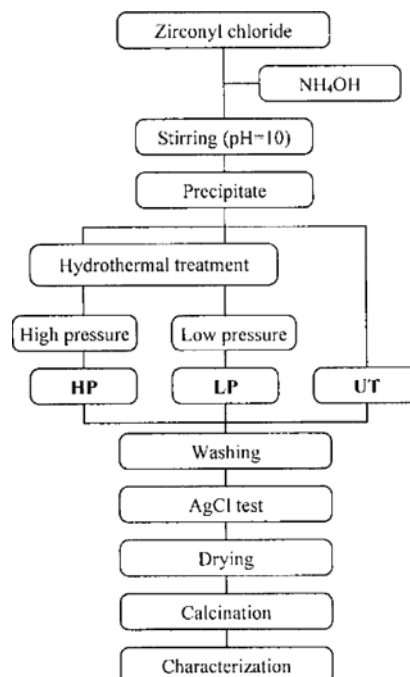 Zirconyl chloride
NH₄OH
Stirring (pH=10)
Precipitate
Hydrothermal treatment
High pressure
Low pressure
HP
LP
UT
Washing
AgCl test
Drying
Calcination
Characterization